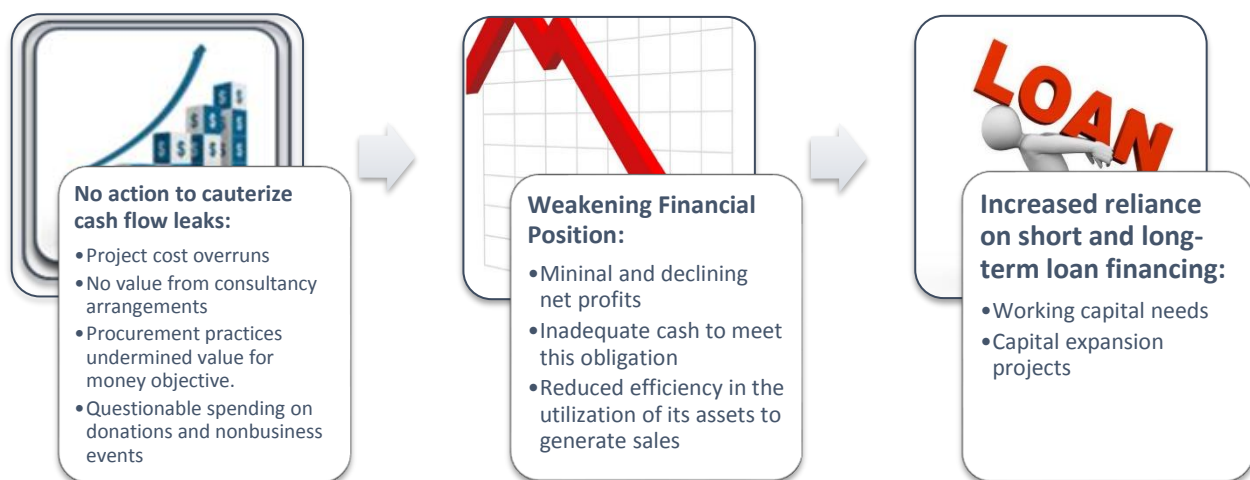 $ $
$ $
$ $ $ $
LOAN
No action to cauterize
cash flow leaks:
•Project cost overruns
•No value from consultancy
arrangements
•Procurement practices
undermined value for
money objective.
•Questionable spending on
donations and nonbusiness
events
Weakening Financial
Position:
•Mininal and declining
net profits
•Inadequate cash to meet
this obligation
•Reduced efficiency in the
utilization of its assets to
generate sales
Increased reliance
on short and long-
term loan financing:
•Working capital needs
•Capital expansion
projects